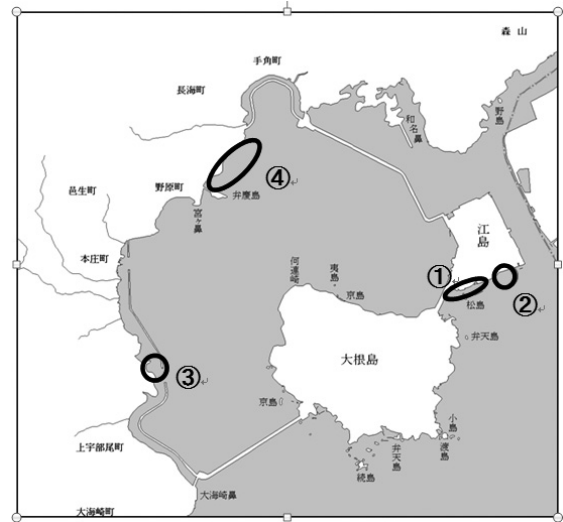 森山
手角町
長海町
和名鼻
野島
④
邑生町
野原町
弁慶島
宮ヶ鼻
江島
本庄町
何遠崎
夷島
京島
①
②
松島
弁天島
大根島
③
京島
小島
上宇部尾町
弁天島
渡島
続島
大海崎鼻
大海崎町